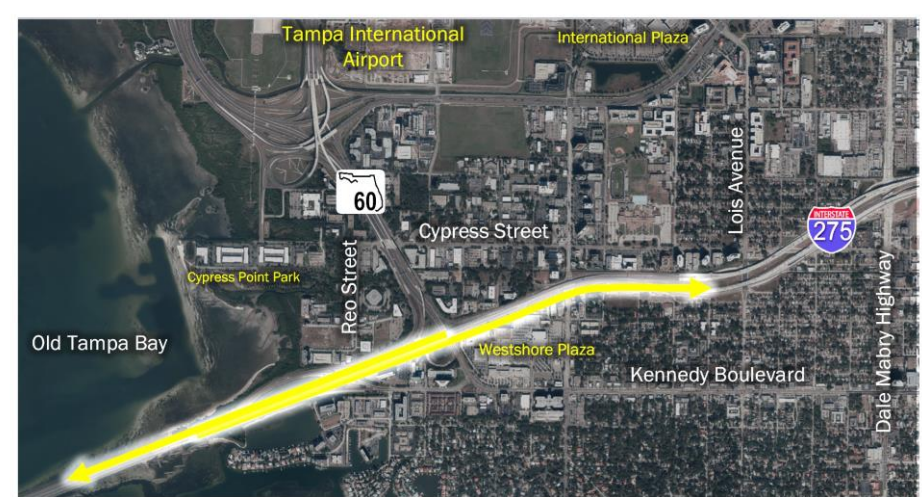 Tampa International
Airport
International Plaza
Lois Avenue
60
Cypress Street
INTERSTATE
275
Cypress Point Park
Reo Street
Dale Mabry Highway
Old Tampa Bay
Westshore Plaza
Kennedy Boulevard